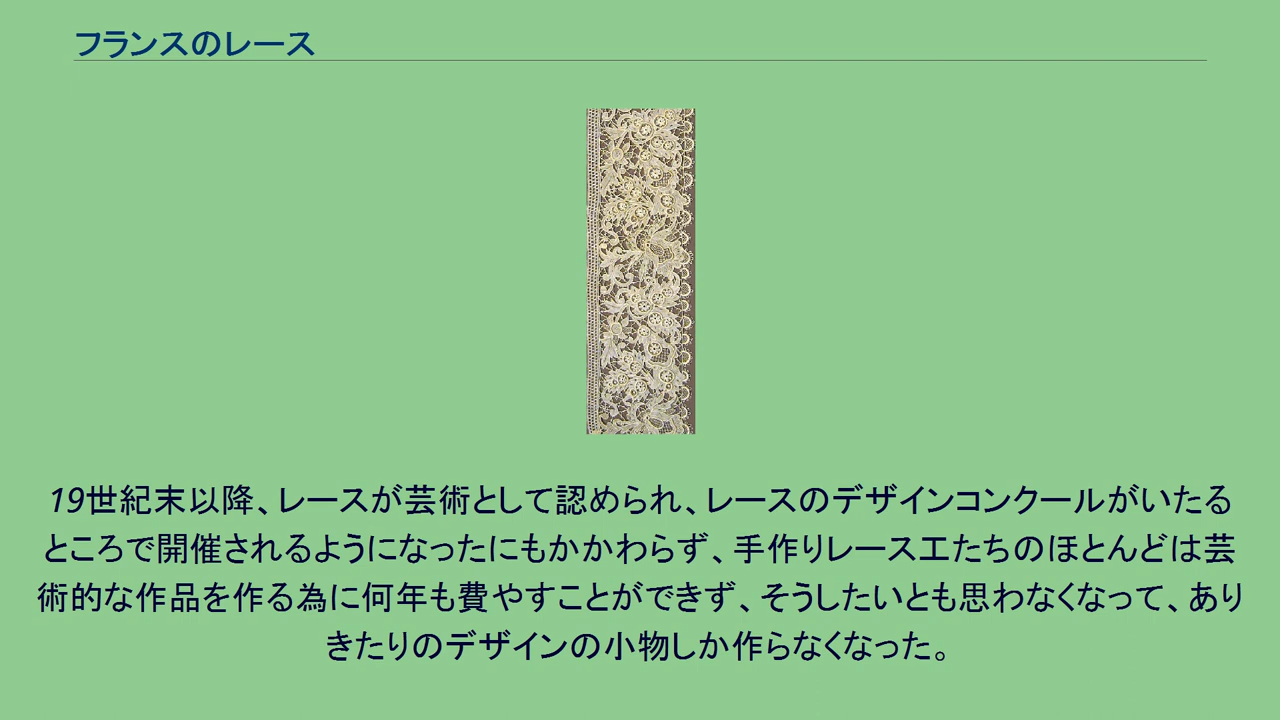 フランスのレース
19世紀末以降、レースが芸術として認められ、レースのデザインコンクールがいたる
ところで開催されるようになったにもかかわらず、手作りレース工たちのほとんどは芸
術的な作品を作る為に何年も費やすことができず、そうしたいとも思わなくなって、あり
きたりのデザインの小物しか作らなくなった。